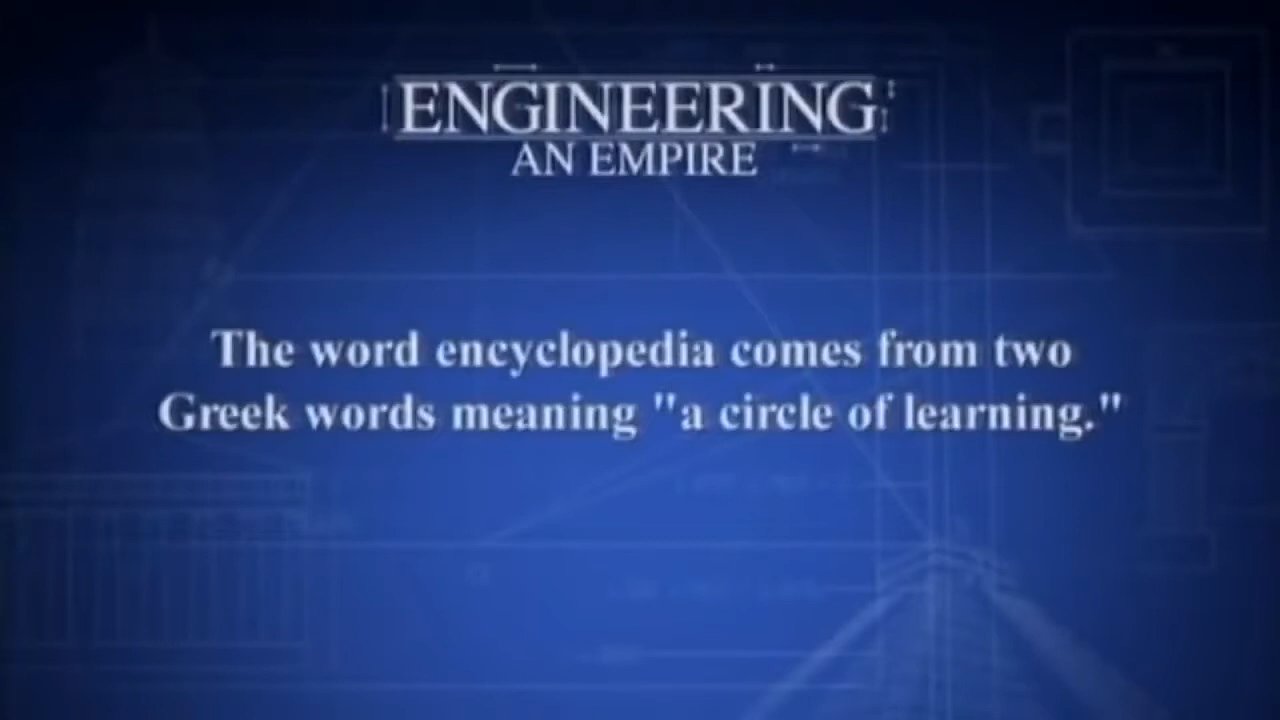 ENGINEERING
AN EMPIRE
The word encyclopedia comes from two
Greek words meaning "a circle of learning."